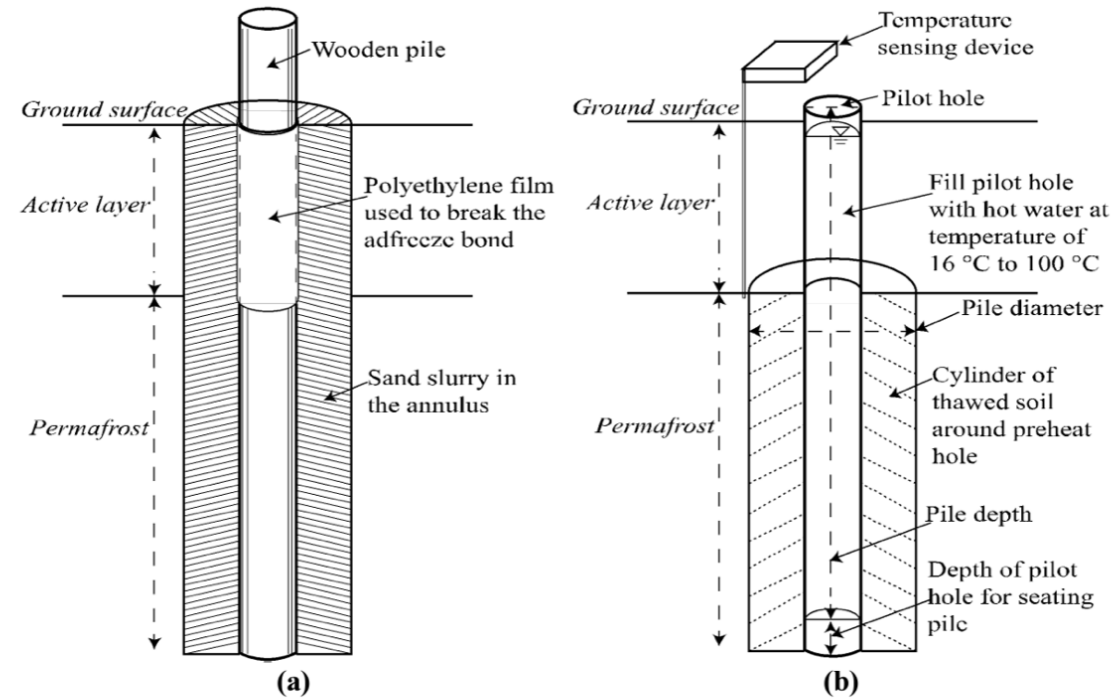 Wooden pile
Ground surface
Active layer
Polyethylene film
used to break the
adfreeze bond
Sand slurry in
the annulus
Permafrost
(a)
Temperature
sensing device
Pilot hole
Ground surface
Active layer
Fill pilot hole
with hot water at
temperature of
16 °C to 100 °C
Pile diameter
Cylinder of
thawed soil
around preheat
hole
Permafrost
Pile depth
Depth of pilot
hole for seating
pile
(b)